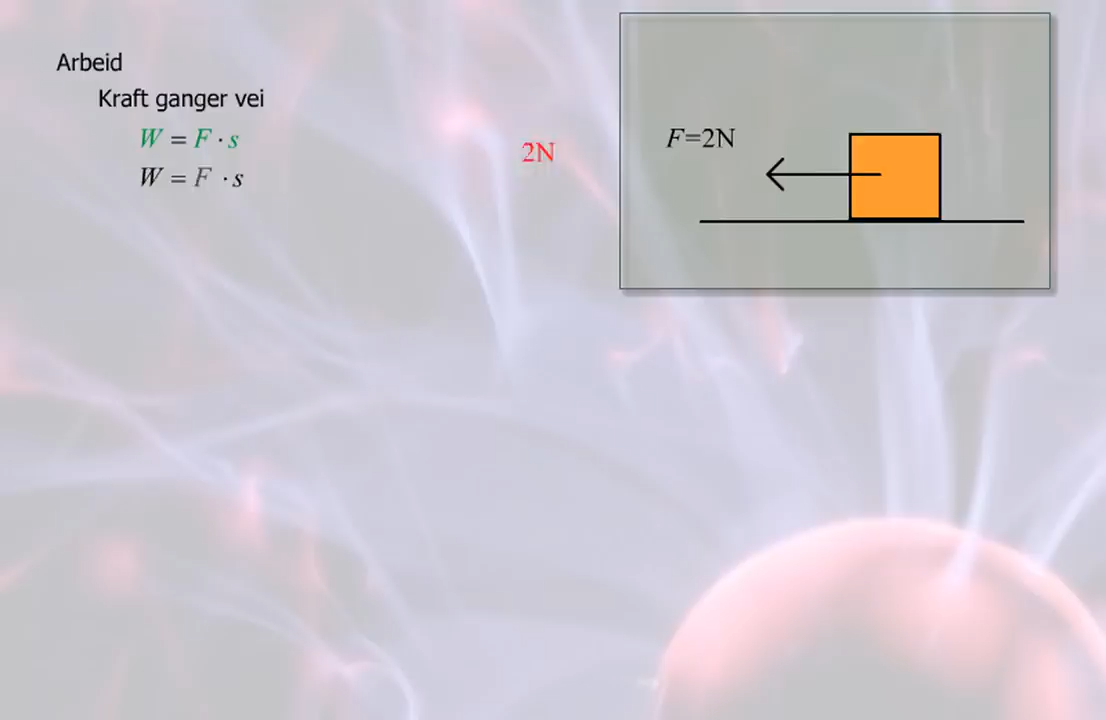 Arbeid
Kraft ganger vei
W = F · s
W = F · s
2N
F=2N